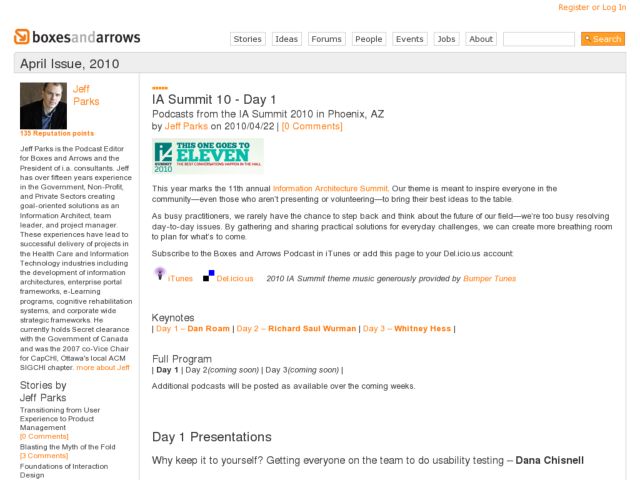 Register or Log In
boxesandarrows
Stories Ideas Forums People Events Jobs About Search
April Issue, 2010
Jeff
Parks
135 Reputation points
Jeff Parks is the Podcast Editor
for Boxes and Arrows and the
President of i.a. consultants. Jeff
has over fifteen years experience
in the Government, Non-Profit,
and Private Sectors creating
goal-oriented solutions as an
Information Architect, team
leader, and project manager.
These experiences have lead to
successful delivery of projects in
the Health Care and Information
Technology industries including
the development of information
architectures, enterprise portal
frameworks, e-Learning
programs, cognitive rehabilitation
systems, and corporate wide
strategic frameworks. He
currently holds Secret clearance
with the Government of Canada
and was the 2007 co-Vice Chair
for CapCHI, Ottawa's local ACM
SIGCHI chapter. more about Jeff
Stories by
Jeff Parks
Transitioning from User
Experience to Product
Management
[0 Comments]
Blasting the Myth of the Fold
[3 Comments]
Foundations of Interaction
Design
IA Summit 10 - Day 1
Podcasts from the IA Summit 2010 in Phoenix, AZ
by Jeff Parks on 2010/04/22 | [0 Comments]
SUMMIT
2010
THIS ONE GOES TO
ELEVEN
THE BEST CONVERSATIONS HAPPEN IN THE HALL
This year marks the 11th annual Information Architecture Summit. Our theme is meant to inspire everyone in the
community—even those who aren't presenting or volunteering—to bring their best ideas to the table.
As busy practitioners, we rarely have the chance to step back and think about the future of our field—we're too busy resolving
day-to-day issues. By gathering and sharing practical solutions for everyday challenges, we can create more breathing room
to plan for what's to come.
Subscribe to the Boxes and Arrows Podcast in iTunes or add this page to your Del.icio.us account:
iTunes Del.icio.us 2010 IA Summit theme music generously provided by Bumper Tunes
Keynotes
| Day 1 – Dan Roam | Day 2 – Richard Saul Wurman | Day 3 – Whitney Hess |
Full Program
| Day 1 | Day 2(coming soon) | Day 3(coming soon) |
Additional podcasts will be posted as available over the coming weeks.
Day 1 Presentations
Why keep it to yourself? Getting everyone on the team to do usability testing – Dana Chisnell